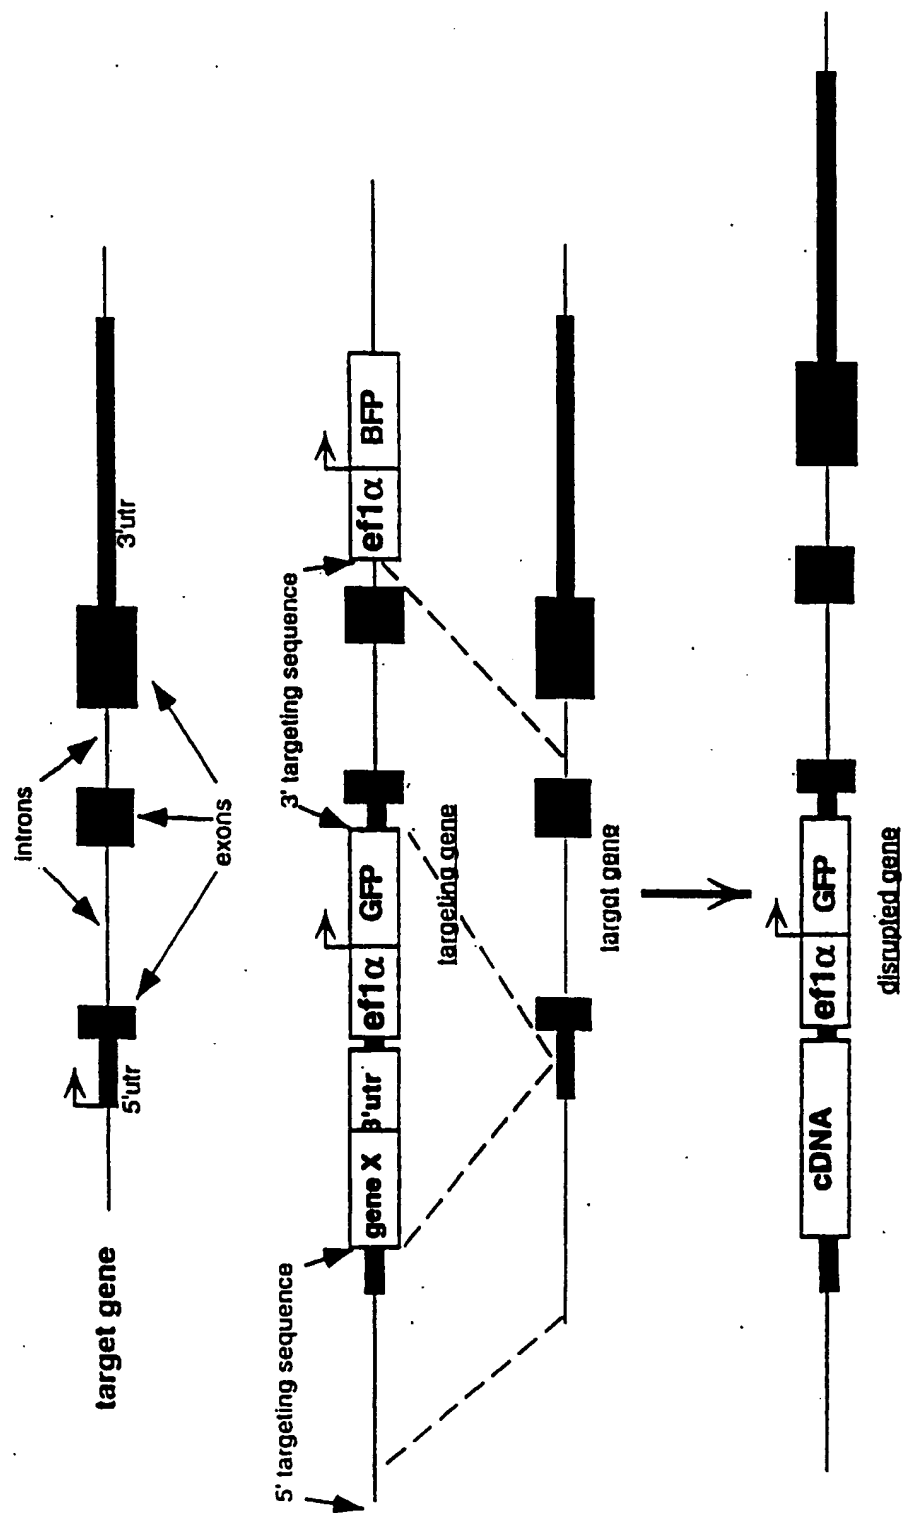 target gene
5'utr
introns
exons
3'utr
5' targeting sequence
3' targeting sequence
gene X
3'utr
ef1α
GFP
ef1α
BFP
targeting gene
target gene
cDNA
ef1α
GFP
disrupted gene